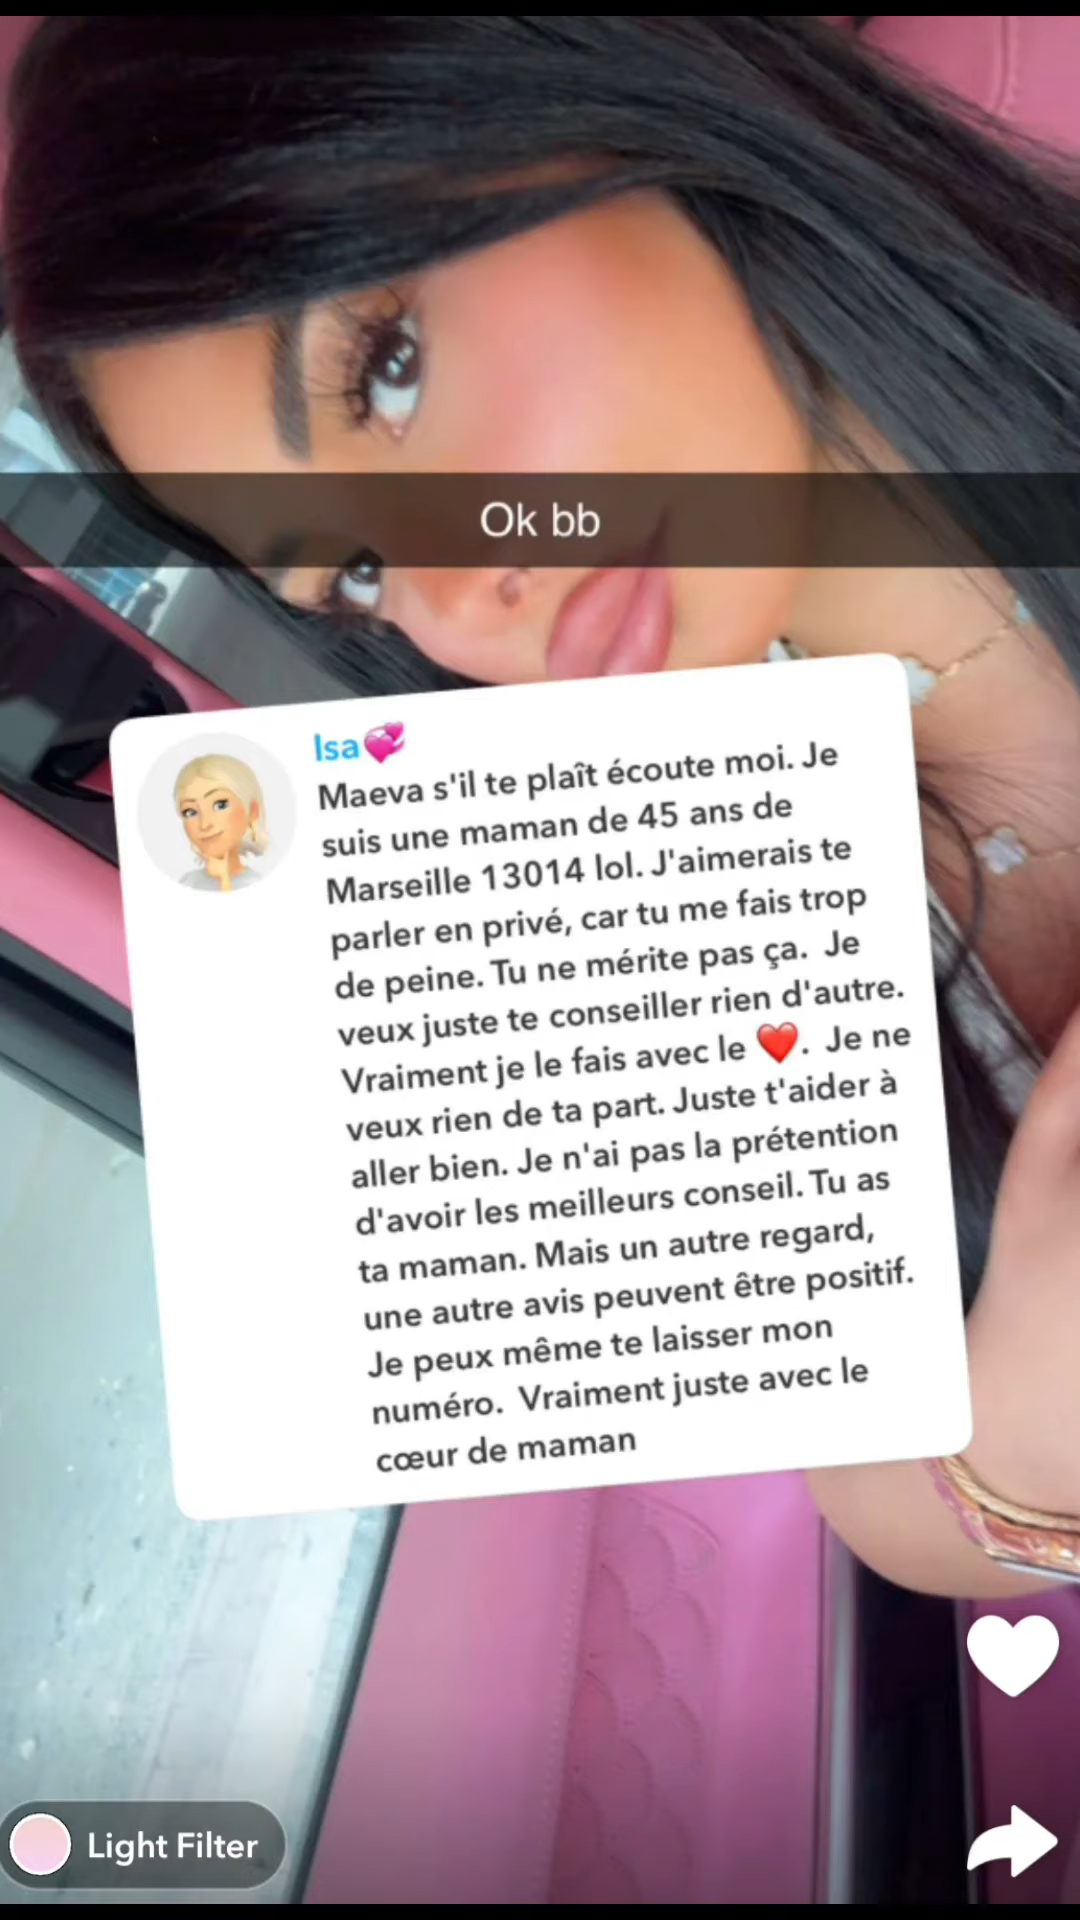 Ok bb
Isa💞
Maeva s'il te plaît écoute moi. Je
suis une maman de 45 ans de
Marseille 13014 lol. J'aimerais te
parler en privé, car tu me fais trop
de peine. Tu ne mérite pas ça.  Je
veux juste te conseiller rien d'autre.
Vraiment je le fais avec le ❤️.  Je ne
veux rien de ta part. Juste t'aider à
aller bien. Je n'ai pas la prétention
d'avoir les meilleurs conseil. Tu as
ta maman. Mais un autre regard,
une autre avis peuvent être positif.
Je peux même te laisser mon
numéro.  Vraiment juste avec le
cœur de maman
Light Filter